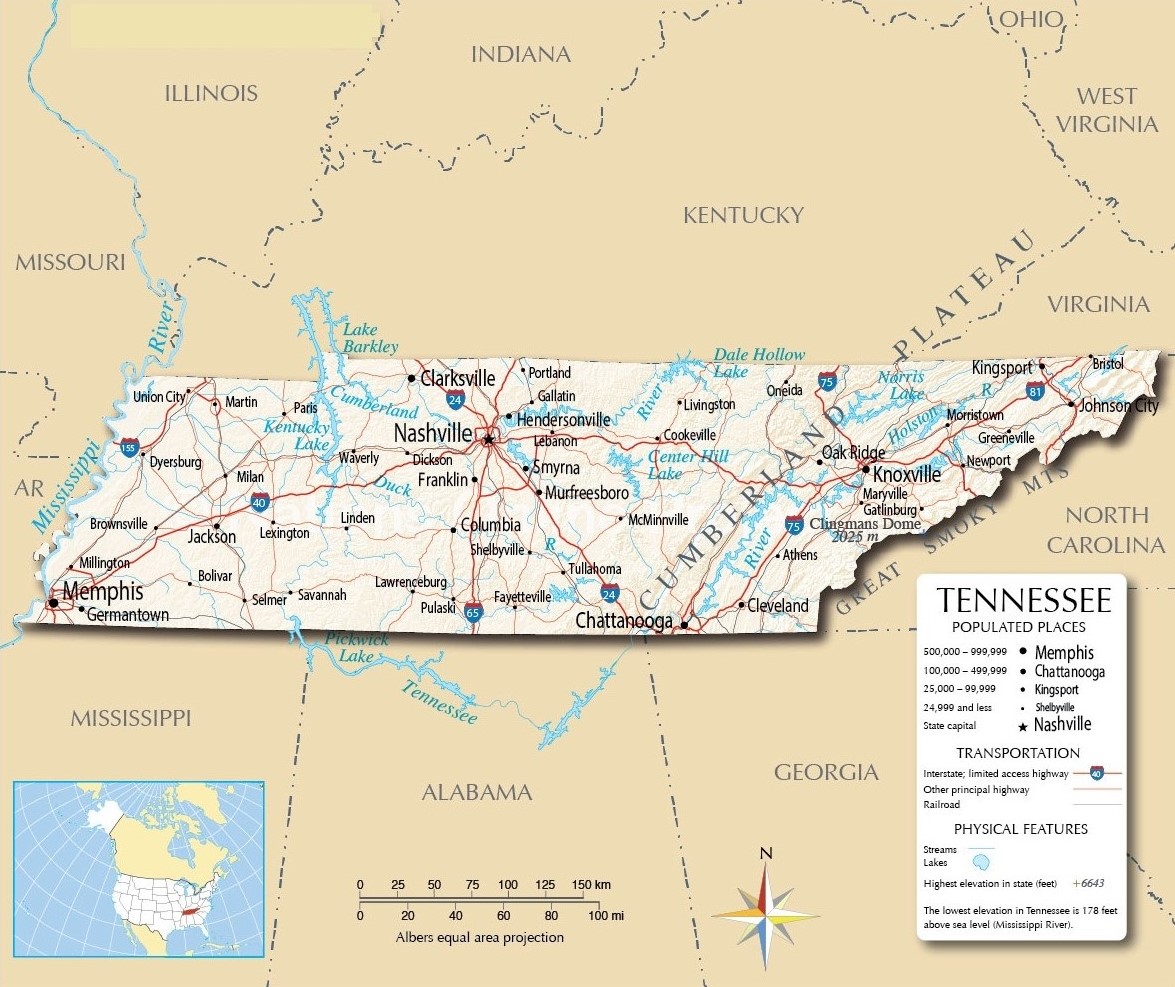 OHIO
INDIANA
ILLINOIS
WEST
VIRGINIA
KENTUCKY
MISSOURI
PLATEAU
VIRGINIA
River
Lake
Barkley
Dale Hollow
Lake
Bristol
Kingsport
Portland
Clarksville
75
Norris
Lake
Oneida
81
R.
Union City
Martin
Paris
Cumberland
24
Gallatin
River
Livingston
Holston
Morristown
Johnson City
Hendersonville
Kentucky
Lake
Nashville
Lebanon
Cookeville
Greeneville
155
Dyersburg
Waverly
Dickson
Center Hill
Lake
Oak Ridge
Newport
Mississippi
AR
Milan
Franklin
Smyrna
Knoxville
Duck
Murfreesboro
Maryville
Gatlinburg
40
CUMBERLAND
Brownsville
Jackson
Lexington
Linden
Columbia
McMinnville
75
Clingmans Dome
2025 m
GREAT SMOKY MTS
NORTH
CAROLINA
Shelbyville
R
River
Athens
Millington
Bolivar
Tullahoma
Memphis
Germantown
Selmer
Savannah
Lawrenceburg
Pulaski
65
Fayetteville
24
Chattanooga
Cleveland
Pickwick
Lake
Tennessee
MISSISSIPPI
ALABAMA
GEORGIA
TENNESSEE
POPULATED PLACES
500,000 – 999,999 Memphis
100,000 – 499,999 Chattanooga
25,000 – 99,999 Kingsport
24,999 and less Shelbyville
State capital Nashville
TRANSPORTATION
Interstate; limited access highway 40
Other principal highway
Railroad
PHYSICAL FEATURES
Streams
Lakes
Highest elevation in state (feet) +6643
The lowest elevation in Tennessee is 178 feet
above sea level (Mississippi River).
N
0 25 50 75 100 125 150 km
0 20 40 60 80 100 mi
Albers equal area projection